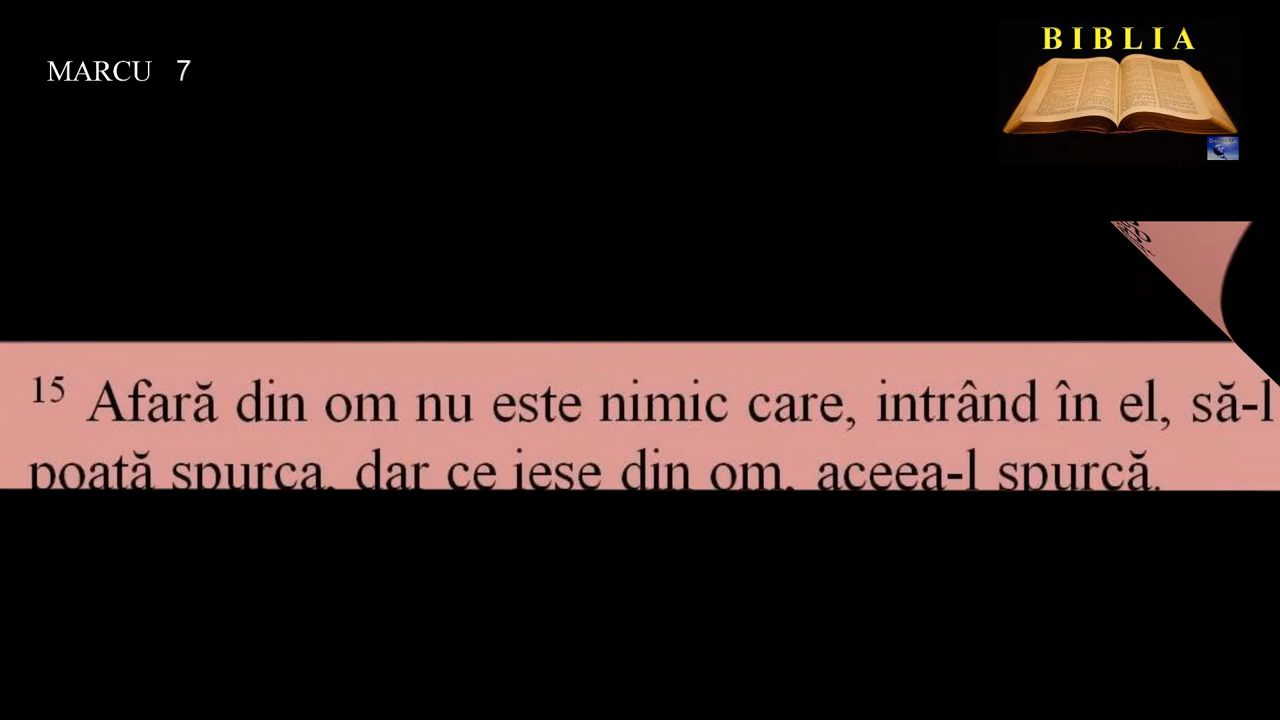 BIBLIA
MARCU 7
15 Afară din om nu este nimic care, intrând în el, să-l
poată spurca, dar ce iese din om, aceea-l spurcă.